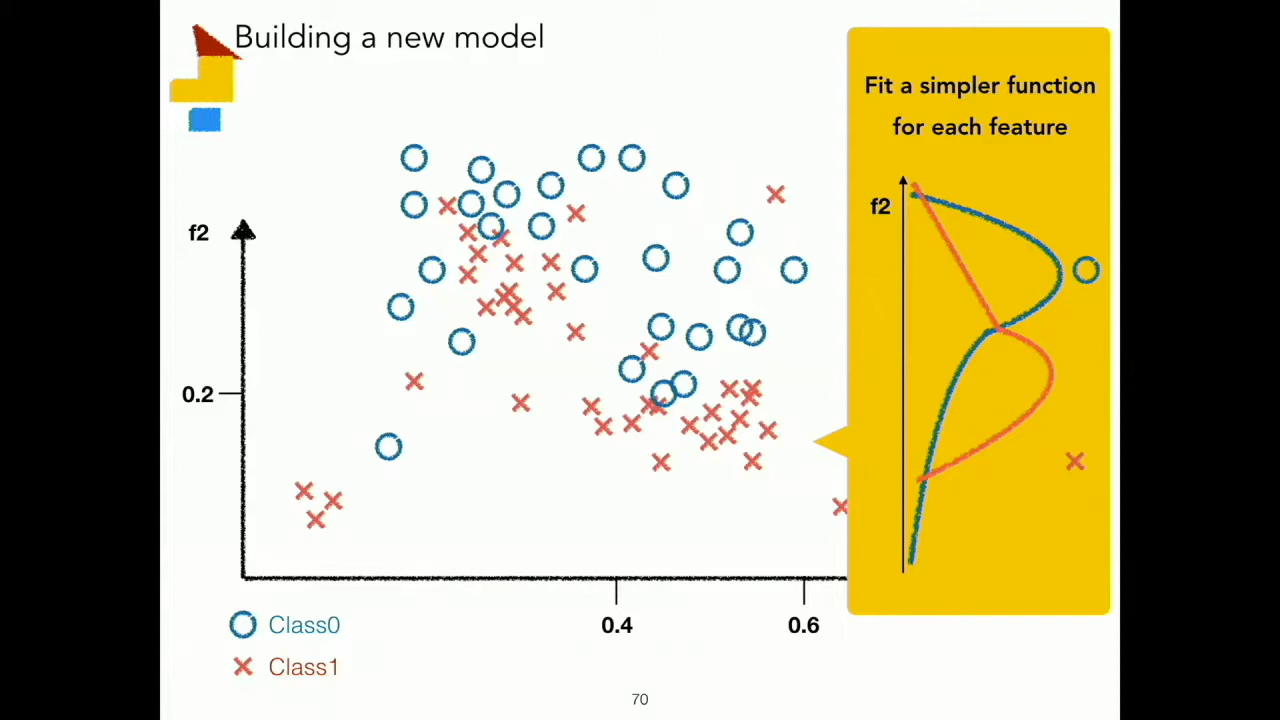 Building a new model
Fit a simpler function
for each feature
f2
f2
0.2
0.4
0.6
Class0
Class1
70